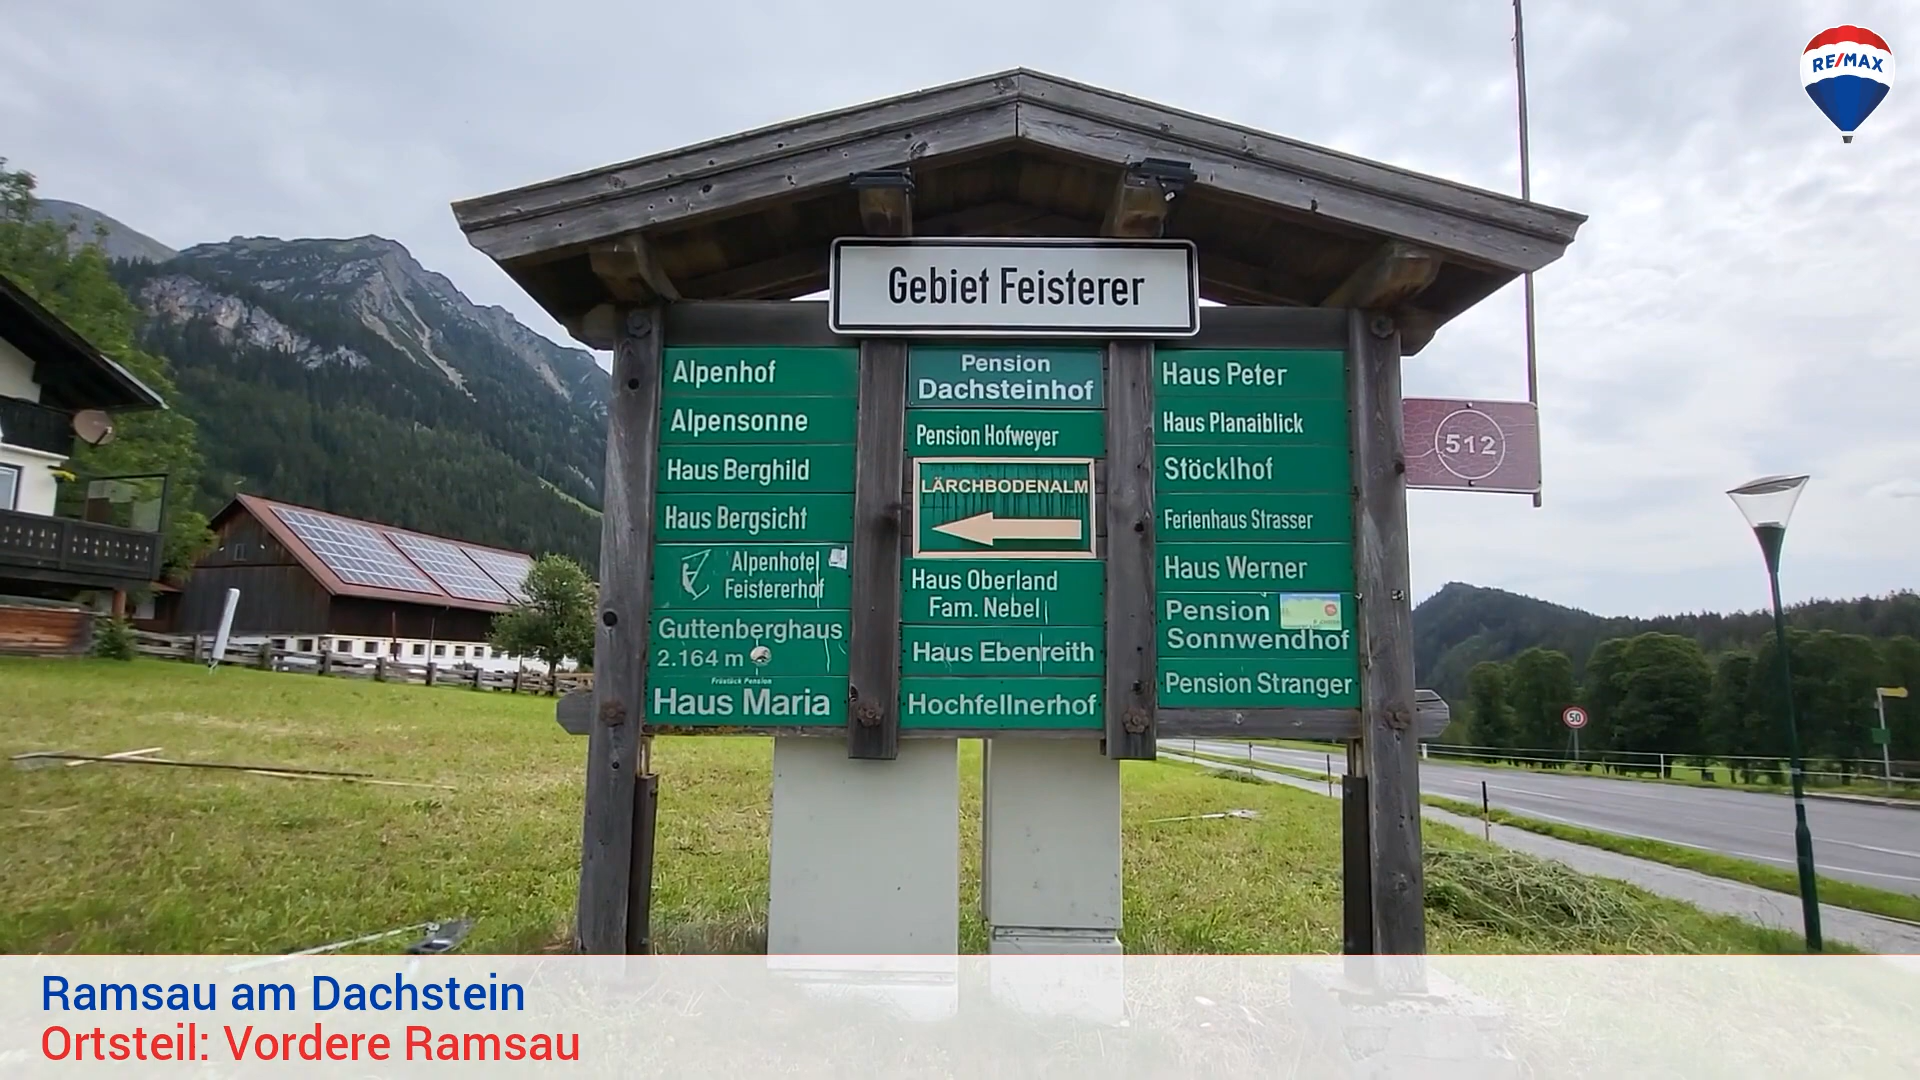 RE/MAX
Gebiet Feisterer
Alpenhof
Alpensonne
Haus Berghild
Haus Bergsicht
Alpenhotel
Feistererhof
Guttenberghaus
2.164 m
Früstück Pension
Haus Maria
Pension
Dachsteinhof
Pension Hofweyer
LÄRCHBODENALM
Haus Oberland
Fam. Nebel
Haus Ebenreith
Hochfellnerhof
Haus Peter
Haus Planaiblick
Stöcklhof
Ferienhaus Strasser
Haus Werner
Pension
Sonnwendhof
Pension Stranger
512
50
Ramsau am Dachstein
Ortsteil: Vordere Ramsau